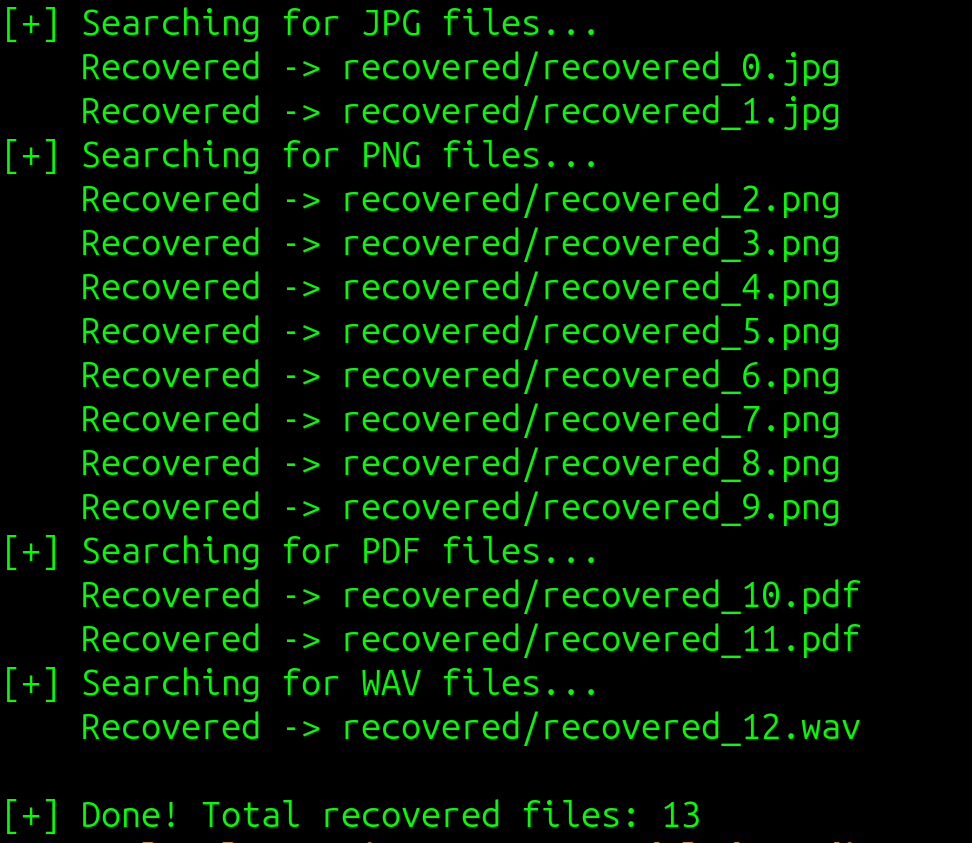 [+] Searching for JPG files...
Recovered -> recovered/recovered_0.jpg
Recovered -> recovered/recovered_1.jpg
[+] Searching for PNG files...
Recovered -> recovered/recovered_2.png
Recovered -> recovered/recovered_3.png
Recovered -> recovered/recovered_4.png
Recovered -> recovered/recovered_5.png
Recovered -> recovered/recovered_6.png
Recovered -> recovered/recovered_7.png
Recovered -> recovered/recovered_8.png
Recovered -> recovered/recovered_9.png
[+] Searching for PDF files...
Recovered -> recovered/recovered_10.pdf
Recovered -> recovered/recovered_11.pdf
[+] Searching for WAV files...
Recovered -> recovered/recovered_12.wav
[+] Done! Total recovered files: 13